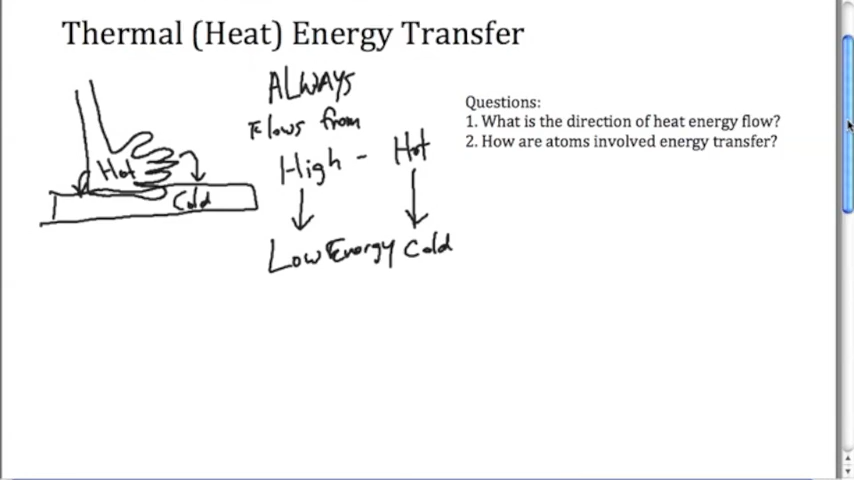 Thermal (Heat) Energy Transfer
ALWAYS
Flows from
High - Hot
Low Energy Cold
Hot
Cold
Questions:
1. What is the direction of heat energy flow?
2. How are atoms involved energy transfer?